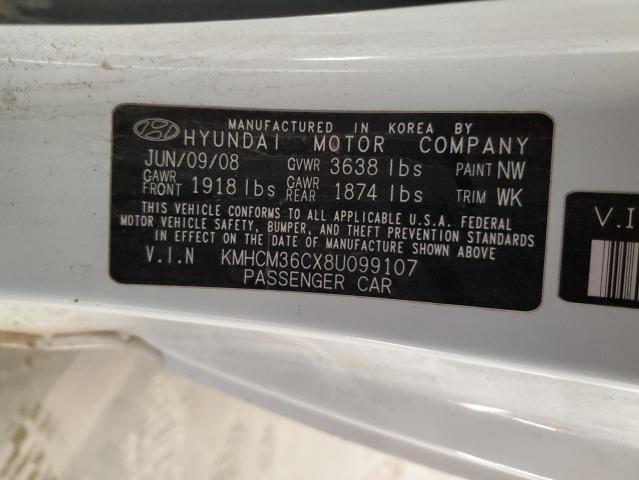 MANUFACTURED IN KOREA BY
HYUNDAI MOTOR COMPANY
JUN/09/08 GVWR 3638 lbs PAINT NW
GAWR FRONT 1918 lbs GAWR REAR 1874 lbs TRIM WK
THIS VEHICLE CONFORMS TO ALL APPLICABLE U.S.A. FEDERAL
MOTOR VEHICLE SAFETY, BUMPER, AND THEFT PREVENTION STANDARDS
IN EFFECT ON THE DATE OF MANUFACTURE SHOWN ABOVE.
V.I.N KMHCM36CX8U099107
PASSENGER CAR
V.I